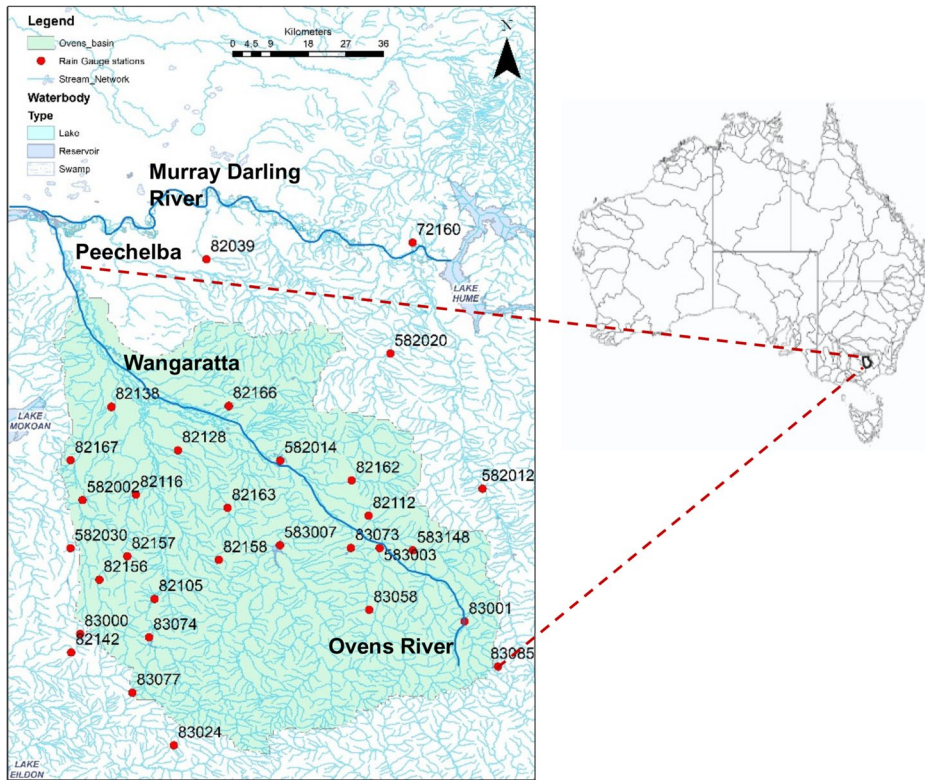 Legend
Ovens_basin
Rain Gauge stations
Stream_Network
Waterbody
Type
Lake
Reservoir
Swamp
Kilometers
0 4.5 9 18 27 36
N
Murray Darling
River
72160
Peechelba
82039
LAKE
HUME
582020
Wangaratta
82138
82166
LAKE
MOKOAN
82128
82167
582014
82162
582012
582002
82116
82163
82112
582030
82157
82158
583007
83073
583148
583003
82156
82105
83058
83001
83000
83074
82142
Ovens River
83085
83077
83024
LAKE
EILDON